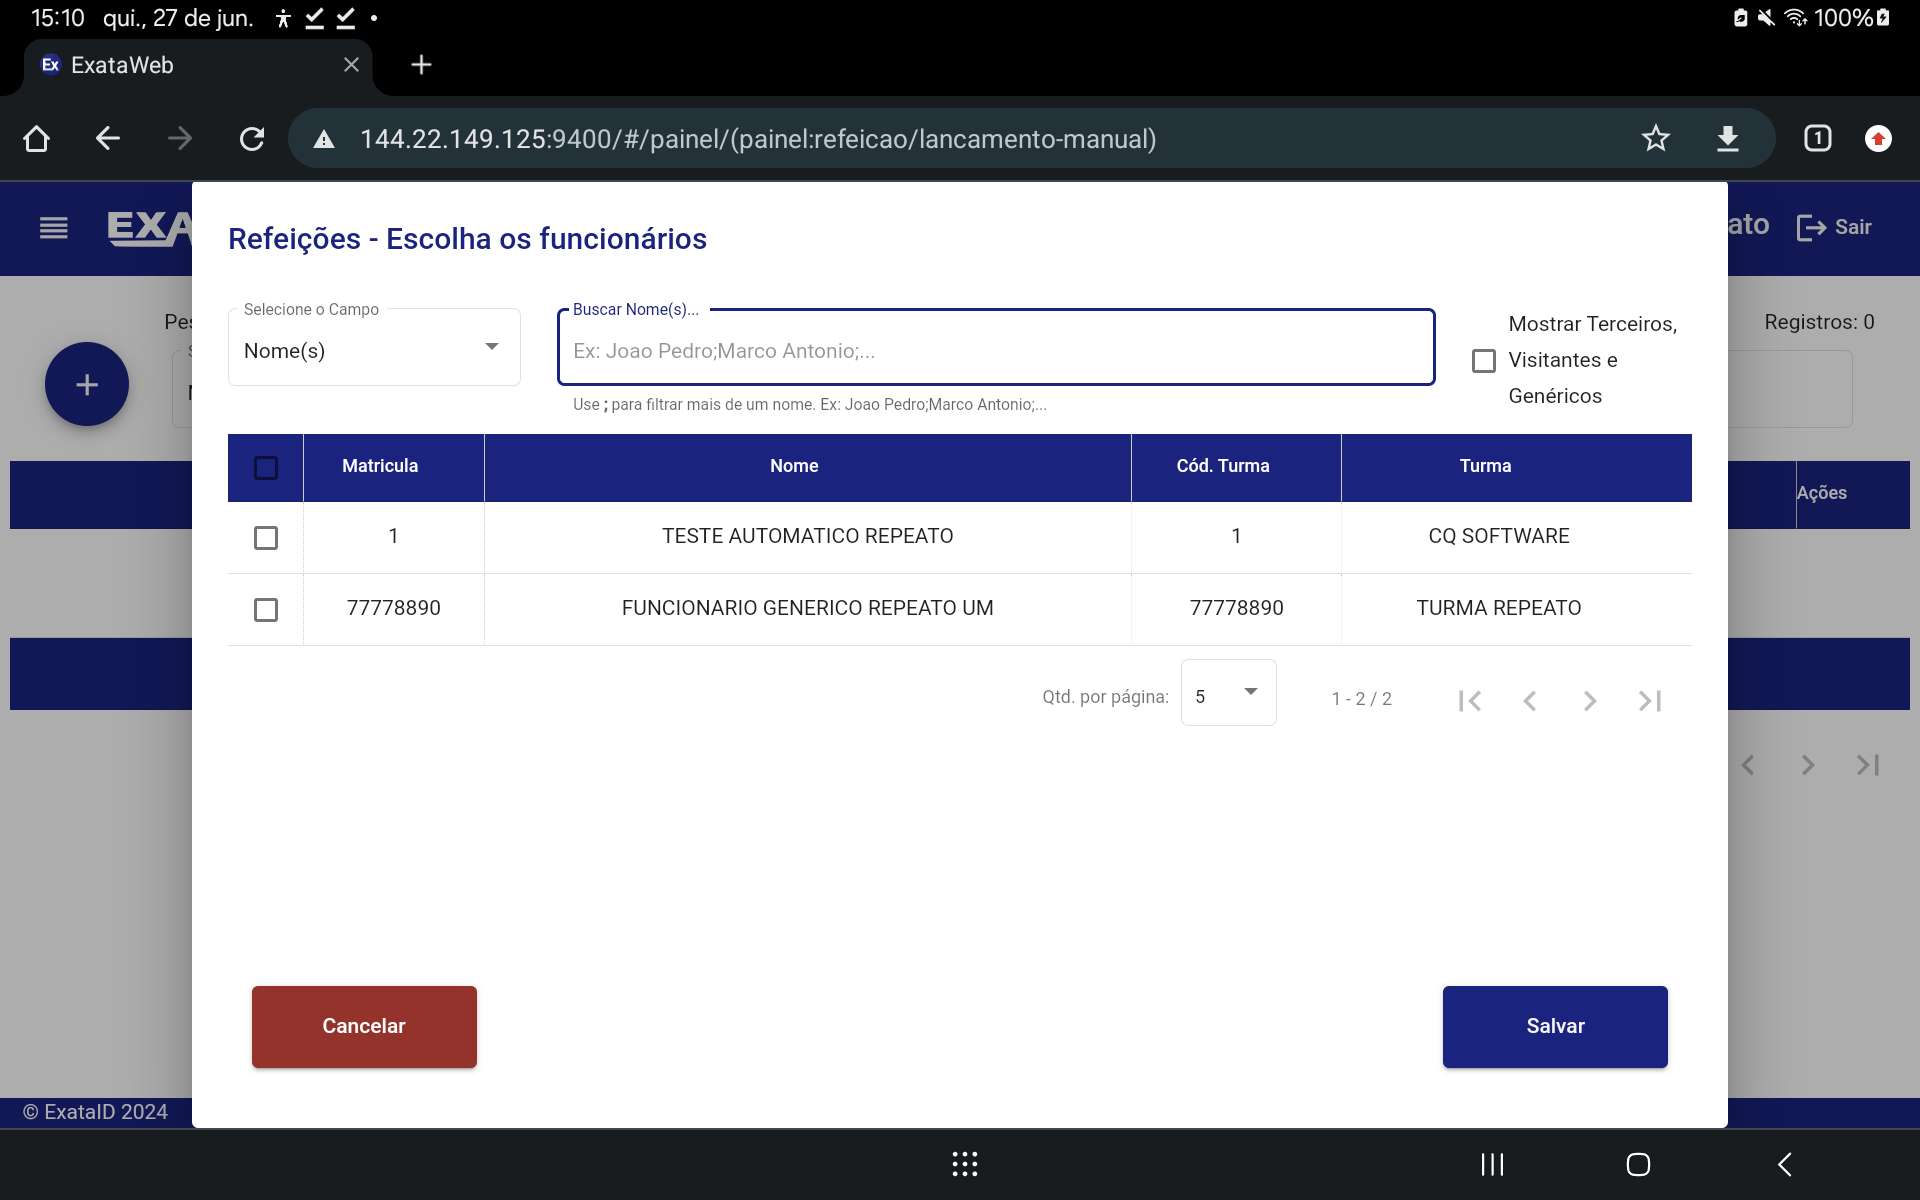 15:10 qui., 27 de jun. 100%
Ex ExataWeb
144.22.149.125:9400/#/painel/(painel:refeicao/lancamento-manual) 1
EXA ato Sair
Refeições - Escolha os funcionários
Selecione o Campo
Nome(s)
Buscar Nome(s)...
Ex: Joao Pedro;Marco Antonio;...
Use ; para filtrar mais de um nome. Ex: Joao Pedro;Marco Antonio;...
Mostrar Terceiros,
Visitantes e
Genéricos
Pes
Registros: 0
+
Matricula Nome Cód. Turma Turma
Ações
1 TESTE AUTOMATICO REPEATO 1 CQ SOFTWARE
77778890 FUNCIONARIO GENERICO REPEATO UM 77778890 TURMA REPEATO
Qtd. por página: 5 1 - 2 / 2
Cancelar Salvar
© ExataID 2024